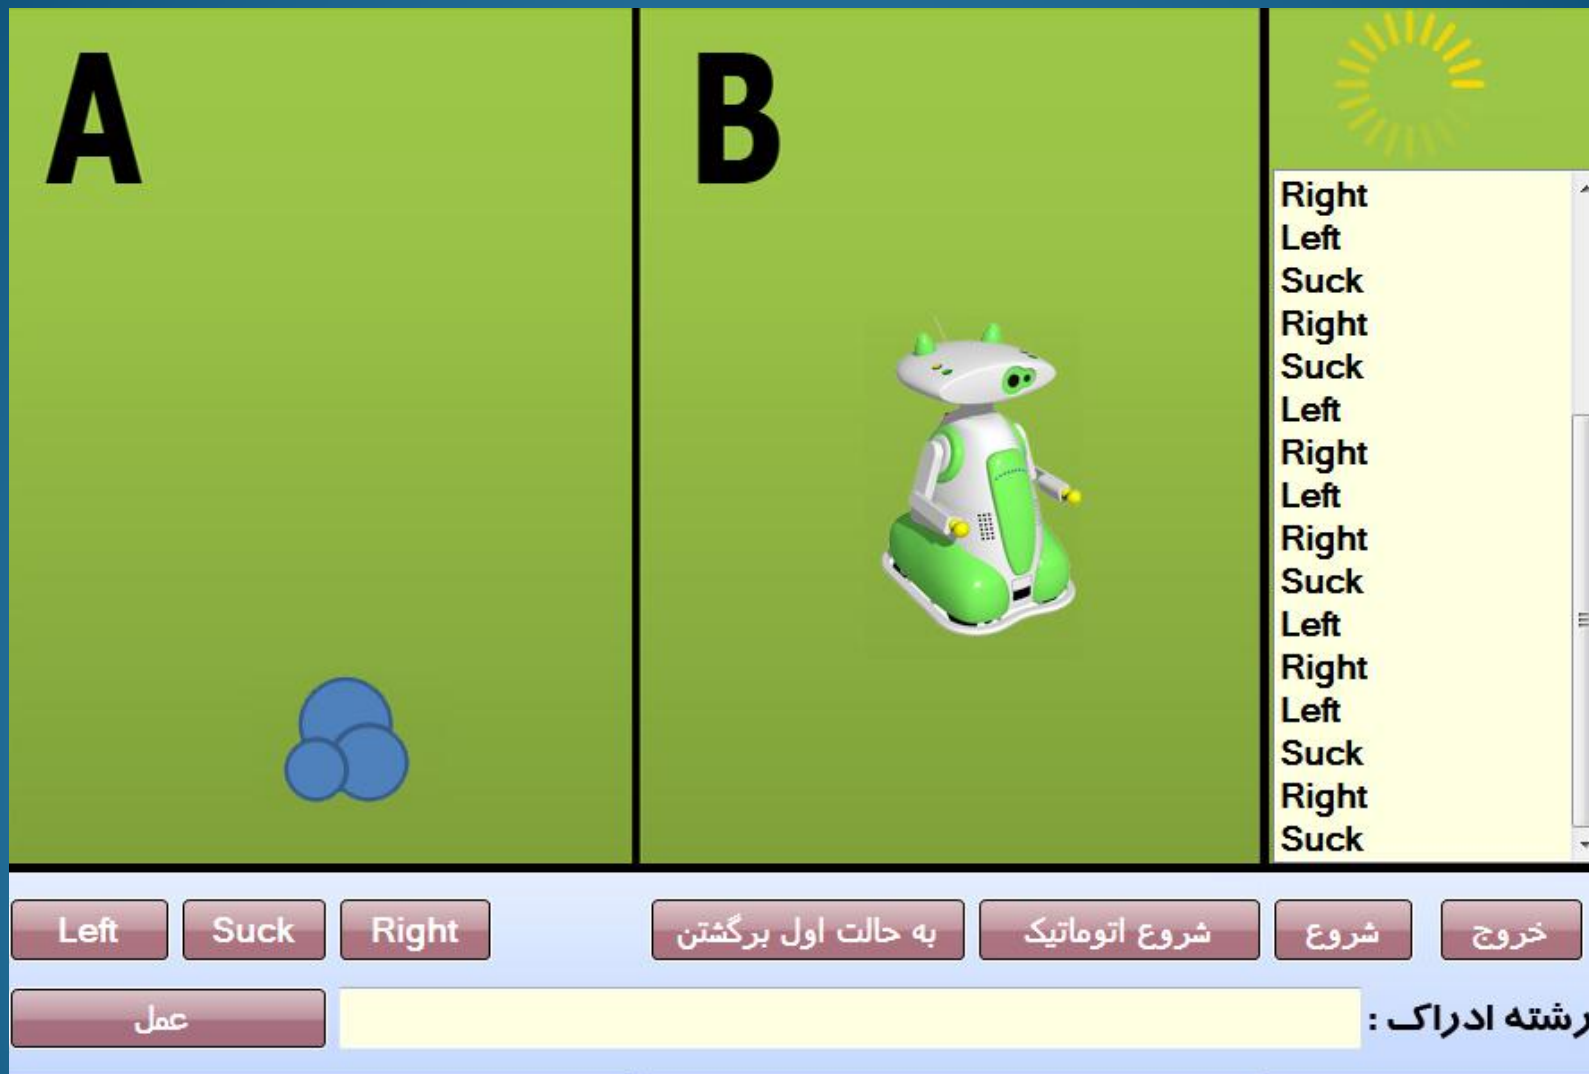 A
B
Right
Left
Suck
Right
Suck
Left
Right
Left
Right
Suck
Left
Right
Left
Suck
Right
Suck
Left
Suck
Right
به حالت اول برگشتن
شروع اتوماتیک
شروع
خروج
رشته ادراک :
عمل